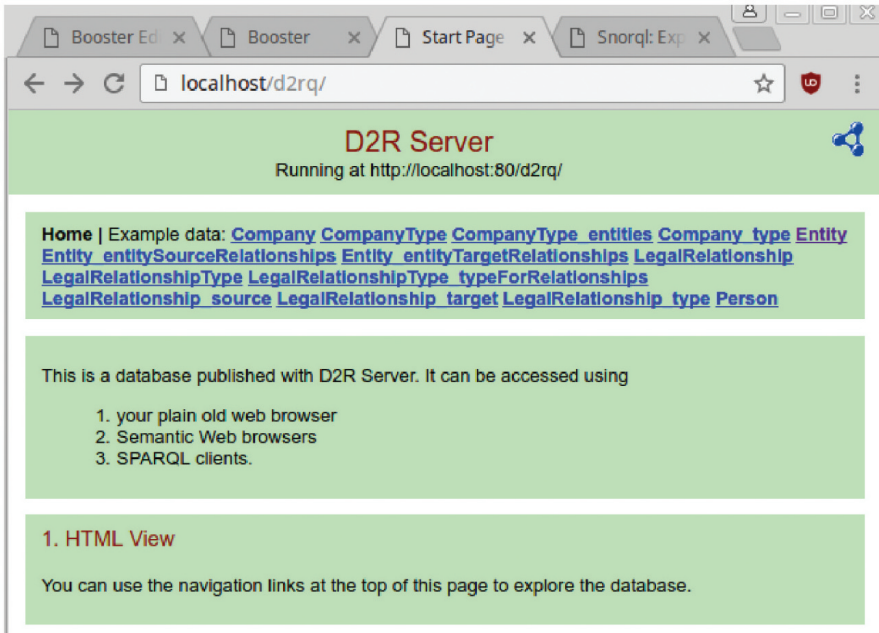 Booster Ed
Booster
Start Page
Snorql: Exp
localhost/d2rq/
D2R Server
Running at http://localhost:80/d2rq/
Home | Example data: Company CompanyType CompanyType_entities Company_type Entity
Entity_entitySourceRelationships Entity_entityTargetRelationships LegalRelationship
LegalRelationshipType LegalRelationshipType_typeForRelationships
LegalRelationship_source LegalRelationship_target LegalRelationship_type Person
This is a database published with D2R Server. It can be accessed using
1. your plain old web browser
2. Semantic Web browsers
3. SPARQL clients.
1. HTML View
You can use the navigation links at the top of this page to explore the database.